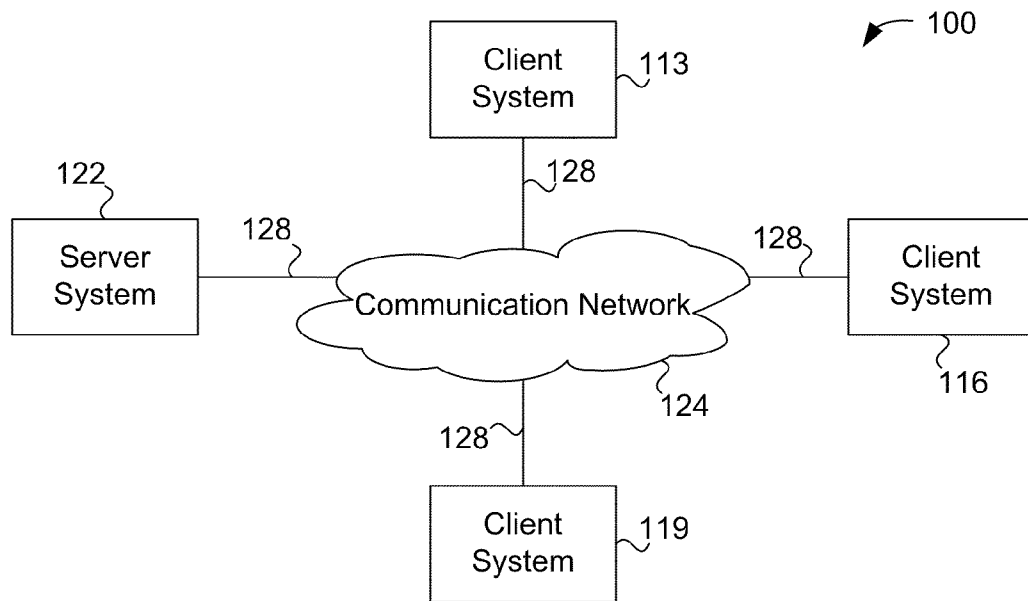 100
Client
System
113
128
122
Server
System
128
Communication Network
128
Client
System
116
124
128
Client
System
119